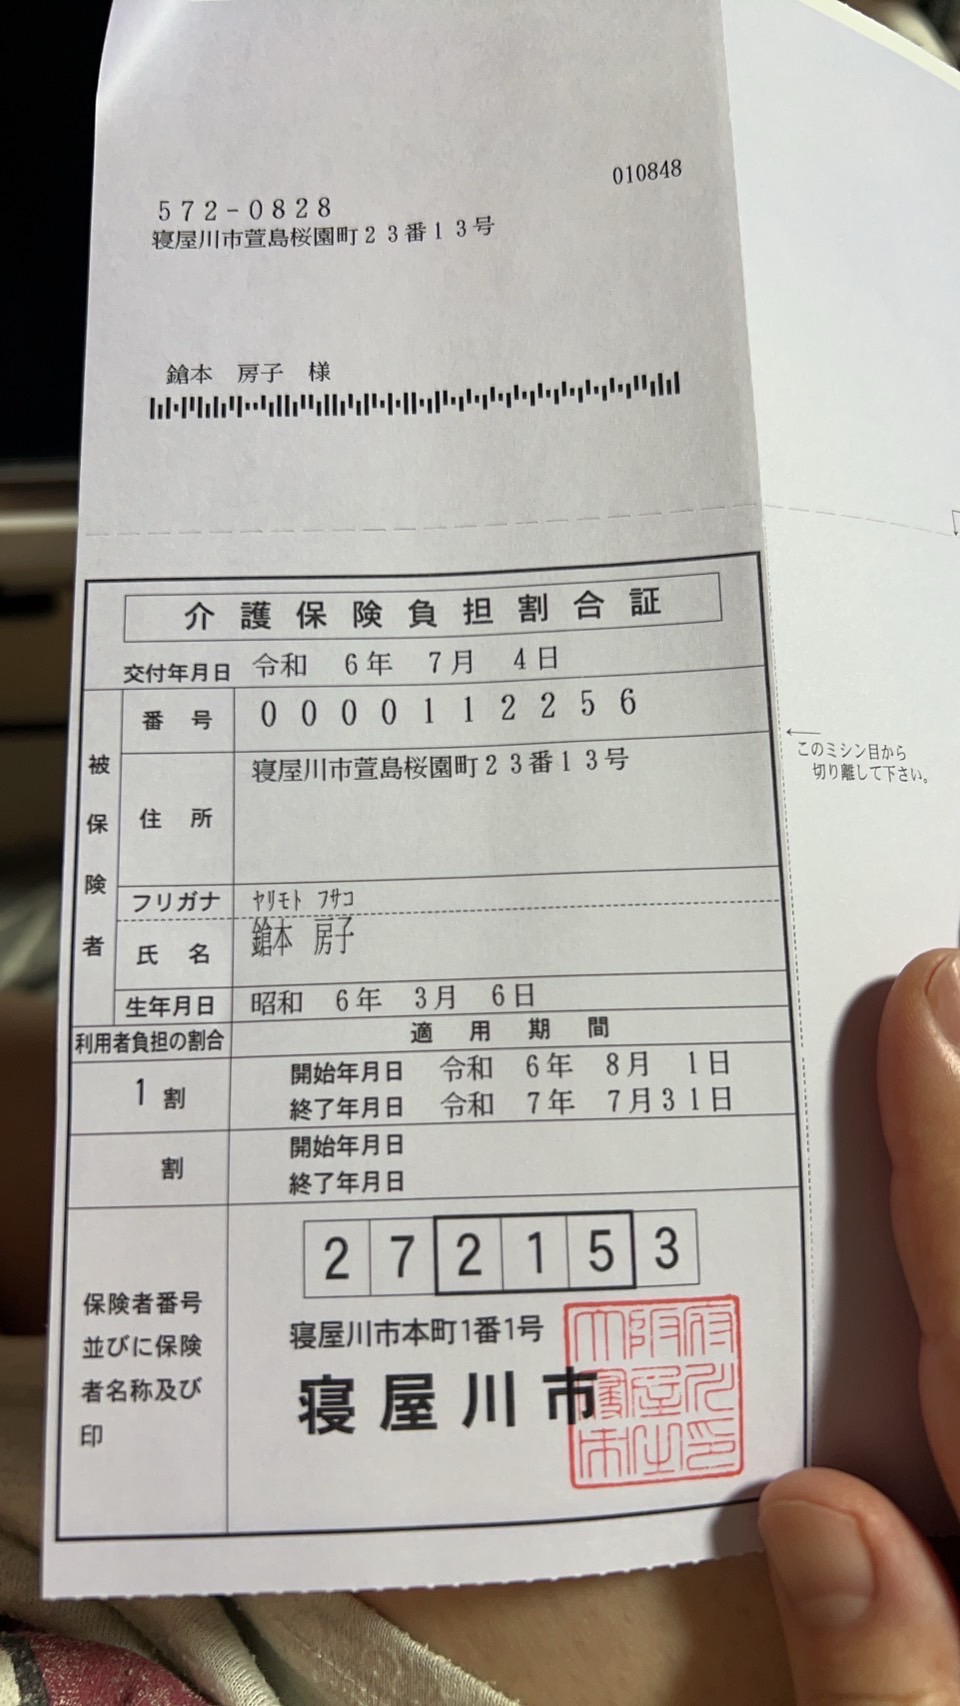 010848
572-0828
寝屋川市萱島桜園町23番13号
鎗本 房子 様
介護保険負担割合証
交付年月日 令和 6年 7月 4日
被保険者
番号 0000112256
住所 寝屋川市萱島桜園町23番13号
フリガナ ヤリモト フサコ
氏名 鎗本 房子
生年月日 昭和 6年 3月 6日
利用者負担の割合 適用期間
1割 開始年月日 令和 6年 8月 1日
終了年月日 令和 7年 7月31日
割 開始年月日
終了年月日
保険者番号
並びに保険
者名称及び
印
272153
寝屋川市本町1番1号
寝屋川市
大阪府
寝屋川
市之印
このミシン目から
切り離して下さい。